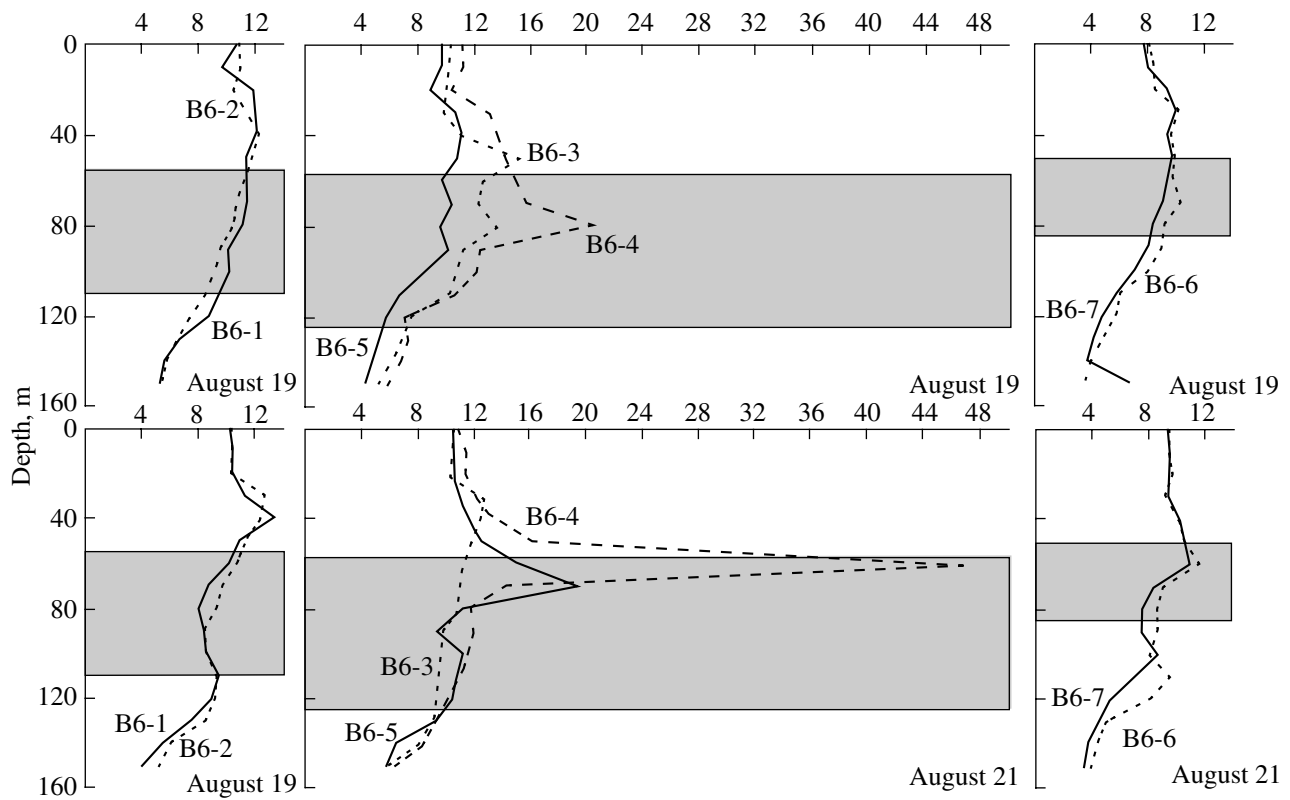 4 8 12 4 8 12 16 20 24 28 32 36 40 44 48 4 8 12
0
B6-2
40
B6-3
80
B6-4
B6-6
B6-7
120
B6-1
B6-5
August 19 August 19 August 19
160
Depth, m
4 8 12 4 8 12 16 20 24 28 32 36 40 44 48 4 8 12
0
B6-4
40
80
B6-3
120
B6-7
B6-1
B6-5
B6-2
B6-6
August 19 August 21 August 21
160